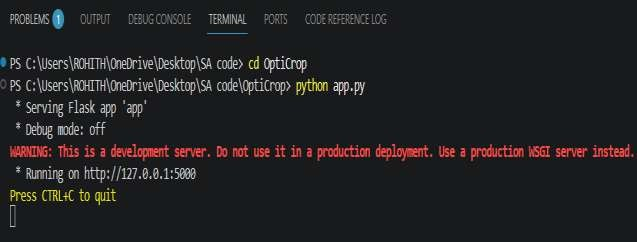 PROBLEMS 1 OUTPUT DEBUG CONSOLE TERMINAL PORTS CODE REFERENCE LOG
PS C:\Users\ROHITH\OneDrive\Desktop\SA code> cd OptiCrop
PS C:\Users\ROHITH\OneDrive\Desktop\SA code\OptiCrop> python app.py
* Serving Flask app 'app'
* Debug mode: off
WARNING: This is a development server. Do not use it in a production deployment. Use a production WSGI server instead.
* Running on http://127.0.0.1:5000
Press CTRL+C to quit